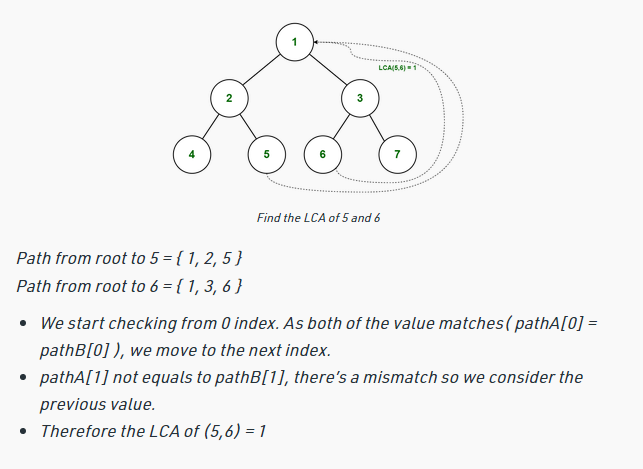 1
LCA(5,6) = 1
2
3
4
5
6
7
Find the LCA of 5 and 6
Path from root to 5 = { 1, 2, 5 }
Path from root to 6 = { 1, 3, 6 }
• We start checking from 0 index. As both of the value matches( pathA[0] =
pathB[0] ), we move to the next index.
• pathA[1] not equals to pathB[1], there’s a mismatch so we consider the
previous value.
• Therefore the LCA of (5,6) = 1